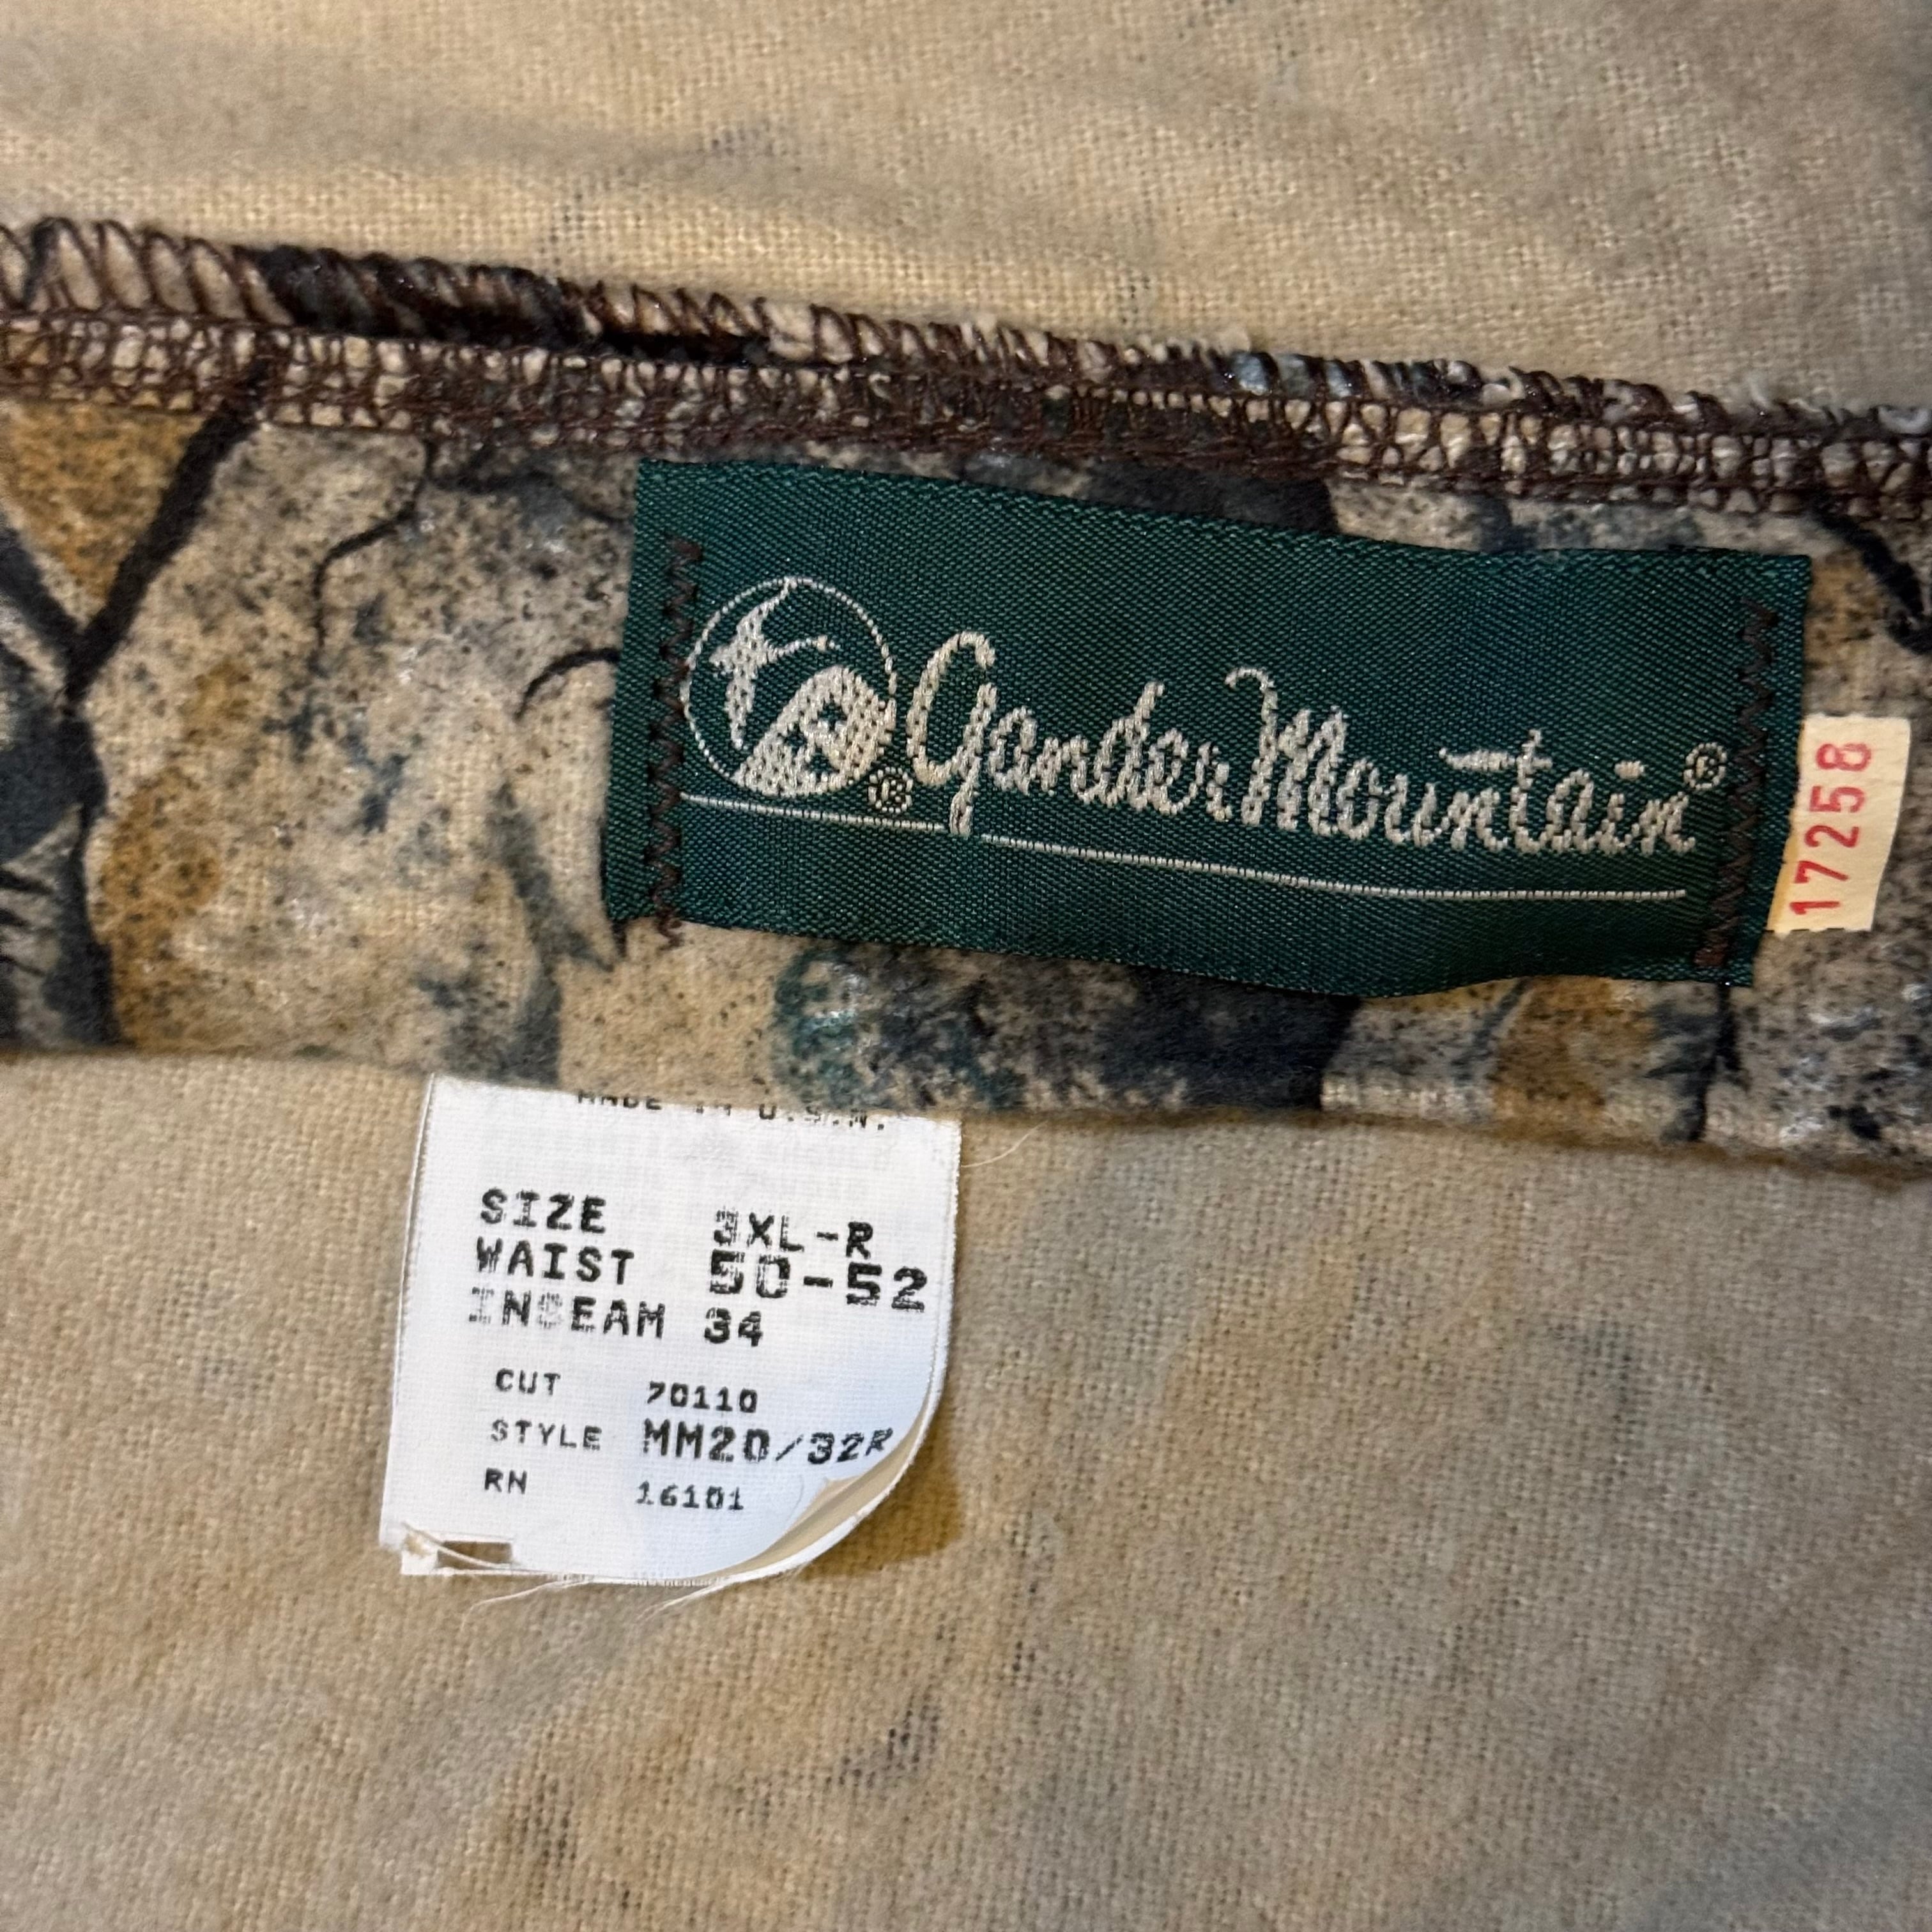 Gander Mountain®
®
17258
MADE IN U.S.A.
SIZE 3XL-R
WAIST 50-52
INSEAM 34
CUT 70110
STYLE MM20/32R
RN 16101